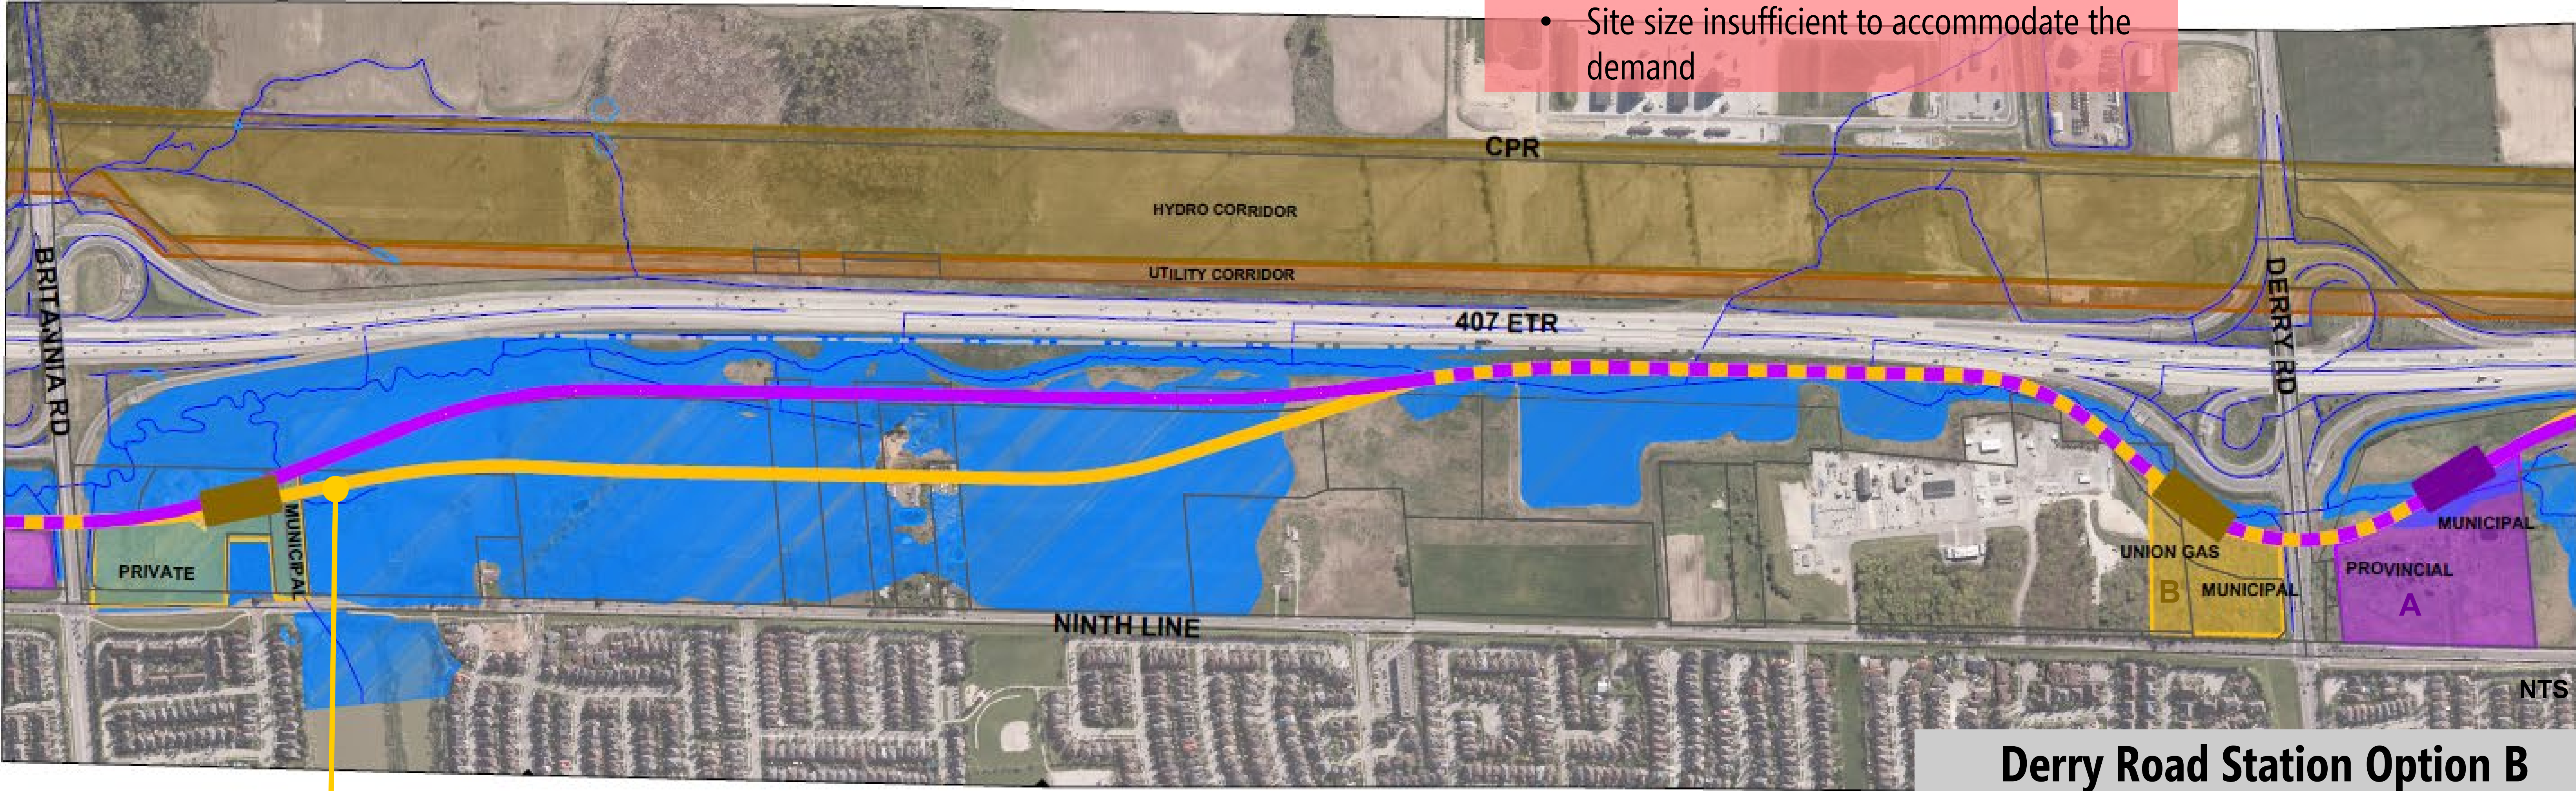 • Site size insufficient to accommodate the
demand
CPR
HYDRO CORRIDOR
UTILITY CORRIDOR
407 ETR
BRITANNIA RD
DERRY RD
MUNICIPAL
PRIVATE
MUNICIPAL
UNION GAS
B
MUNICIPAL
PROVINCIAL
A
NINTH LINE
NTS
Derry Road Station Option B